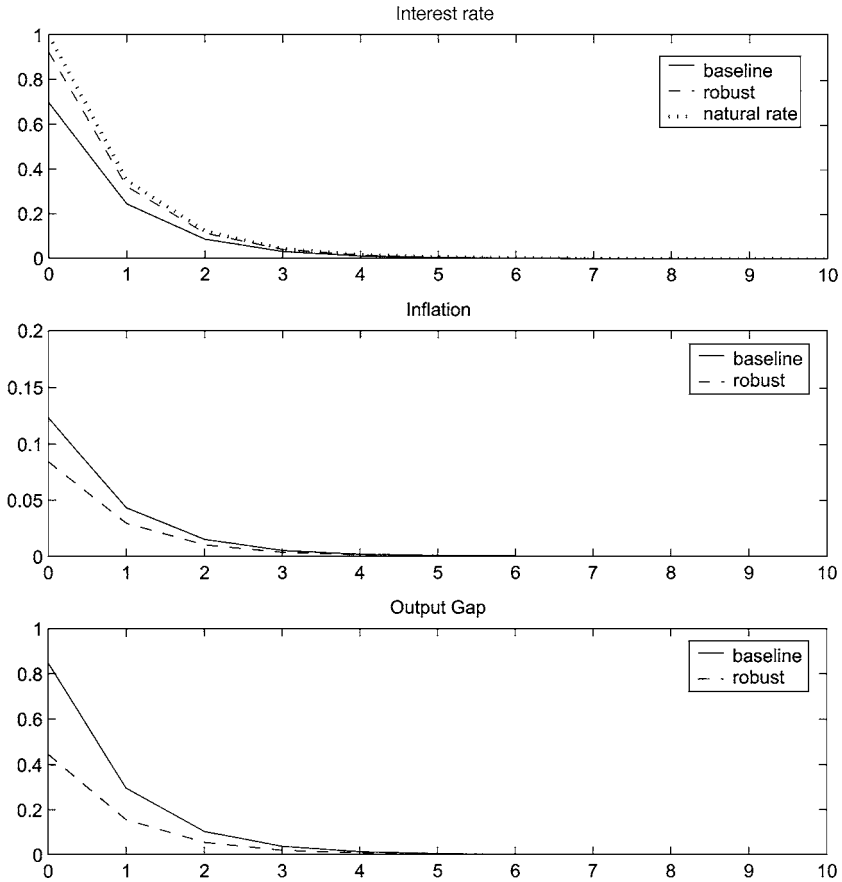 Interest rate
1
0.8
0.6
0.4
0.2
0
baseline
robust
natural rate
0 1 2 3 4 5 6 7 8 9 10
Inflation
0.2
0.15
0.1
0.05
0
baseline
robust
0 1 2 3 4 5 6 7 8 9 10
Output Gap
1
0.8
0.6
0.4
0.2
0
baseline
robust
0 1 2 3 4 5 6 7 8 9 10